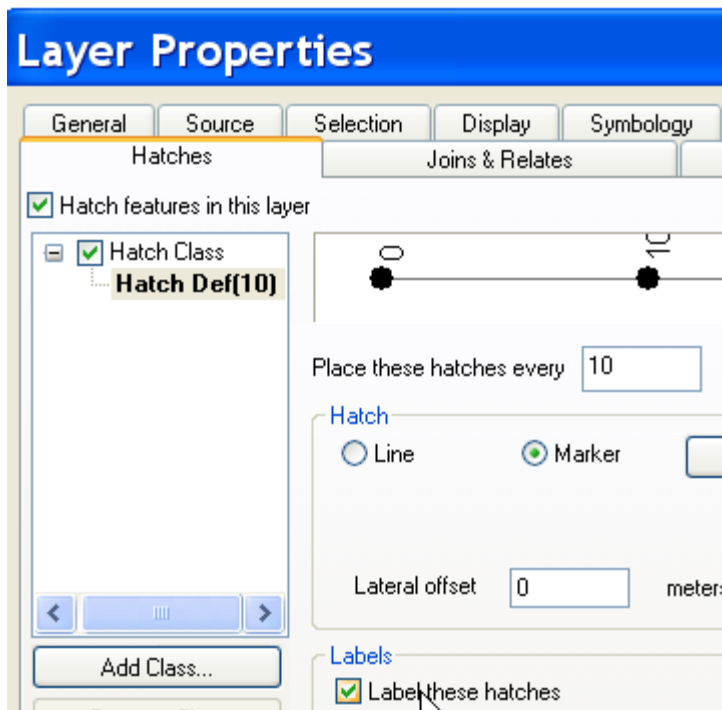 Layer Properties
General Source Selection Display Symbology
Hatches Joins & Relates
Hatch features in this layer
Hatch Class
Hatch Def(10)
0 10
Place these hatches every 10
Hatch
Line Marker
Lateral offset 0 meters
Add Class...
Labels
Label these hatches